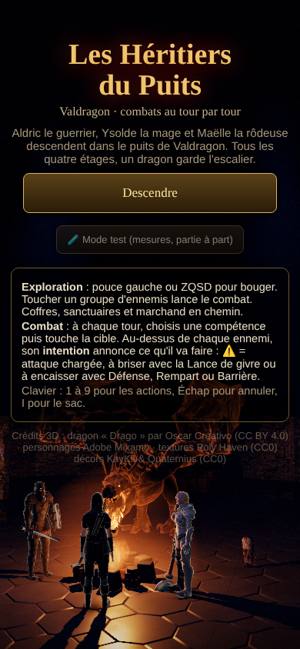 Les Héritiers
du Puits
Valdragon · combats au tour par tour
Aldric le guerrier, Ysolde la mage et Maëlle la rôdeuse
descendent dans le puits de Valdragon. Tous les
quatre étages, un dragon garde l'escalier.
Descendre
🧪 Mode test (mesures, partie à part)
Exploration : pouce gauche ou ZQSD pour bouger.
Toucher un groupe d'ennemis lance le combat.
Coffres, sanctuaires et marchand en chemin.
Combat : à chaque tour, choisis une compétence
puis touche la cible. Au-dessus de chaque ennemi,
son intention annonce ce qu'il va faire : ⚠️ =
attaque chargée, à briser avec la Lance de givre ou
à encaisser avec Défense, Rempart ou Barrière.
Clavier : 1 à 9 pour les actions, Échap pour annuler,
I pour le sac.
Crédits 3D : dragon « Drago » par Oscar Creativo (CC BY 4.0)
· personnages Adobe Mixamo · textures Poly Haven (CC0) ·
décors KayKit & Quaternius (CC0)